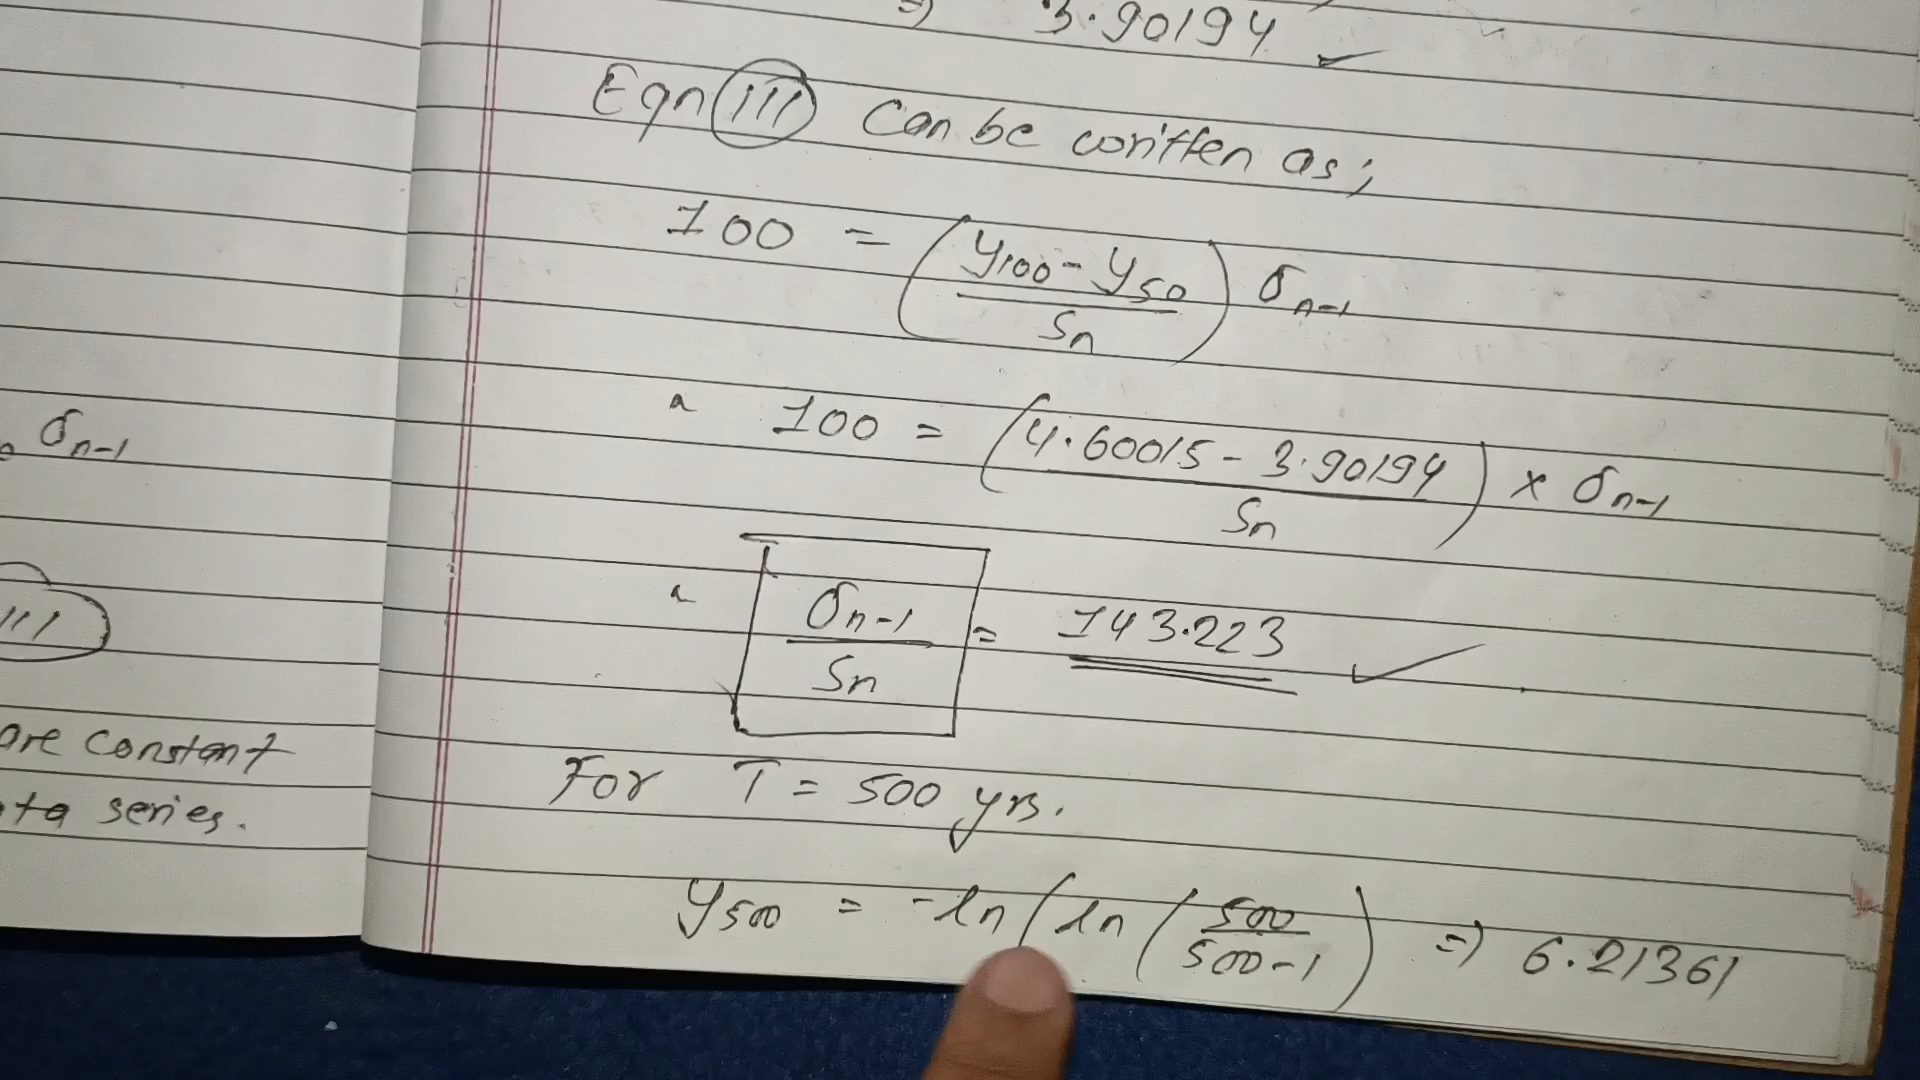 =) 3.90194 ✓
Eqn (iii) Can be written as;
100 = ((y100 - y50)/Sn) σn-1
100 = ((4.60015 - 3.90194)/Sn) × σn-1
σn-1/Sn = 143.223 ✓
For T = 500 yrs.
y500 = -ln(ln(500/(500-1)) =) 6.21361
σn-1
iii
are constant
ta series.